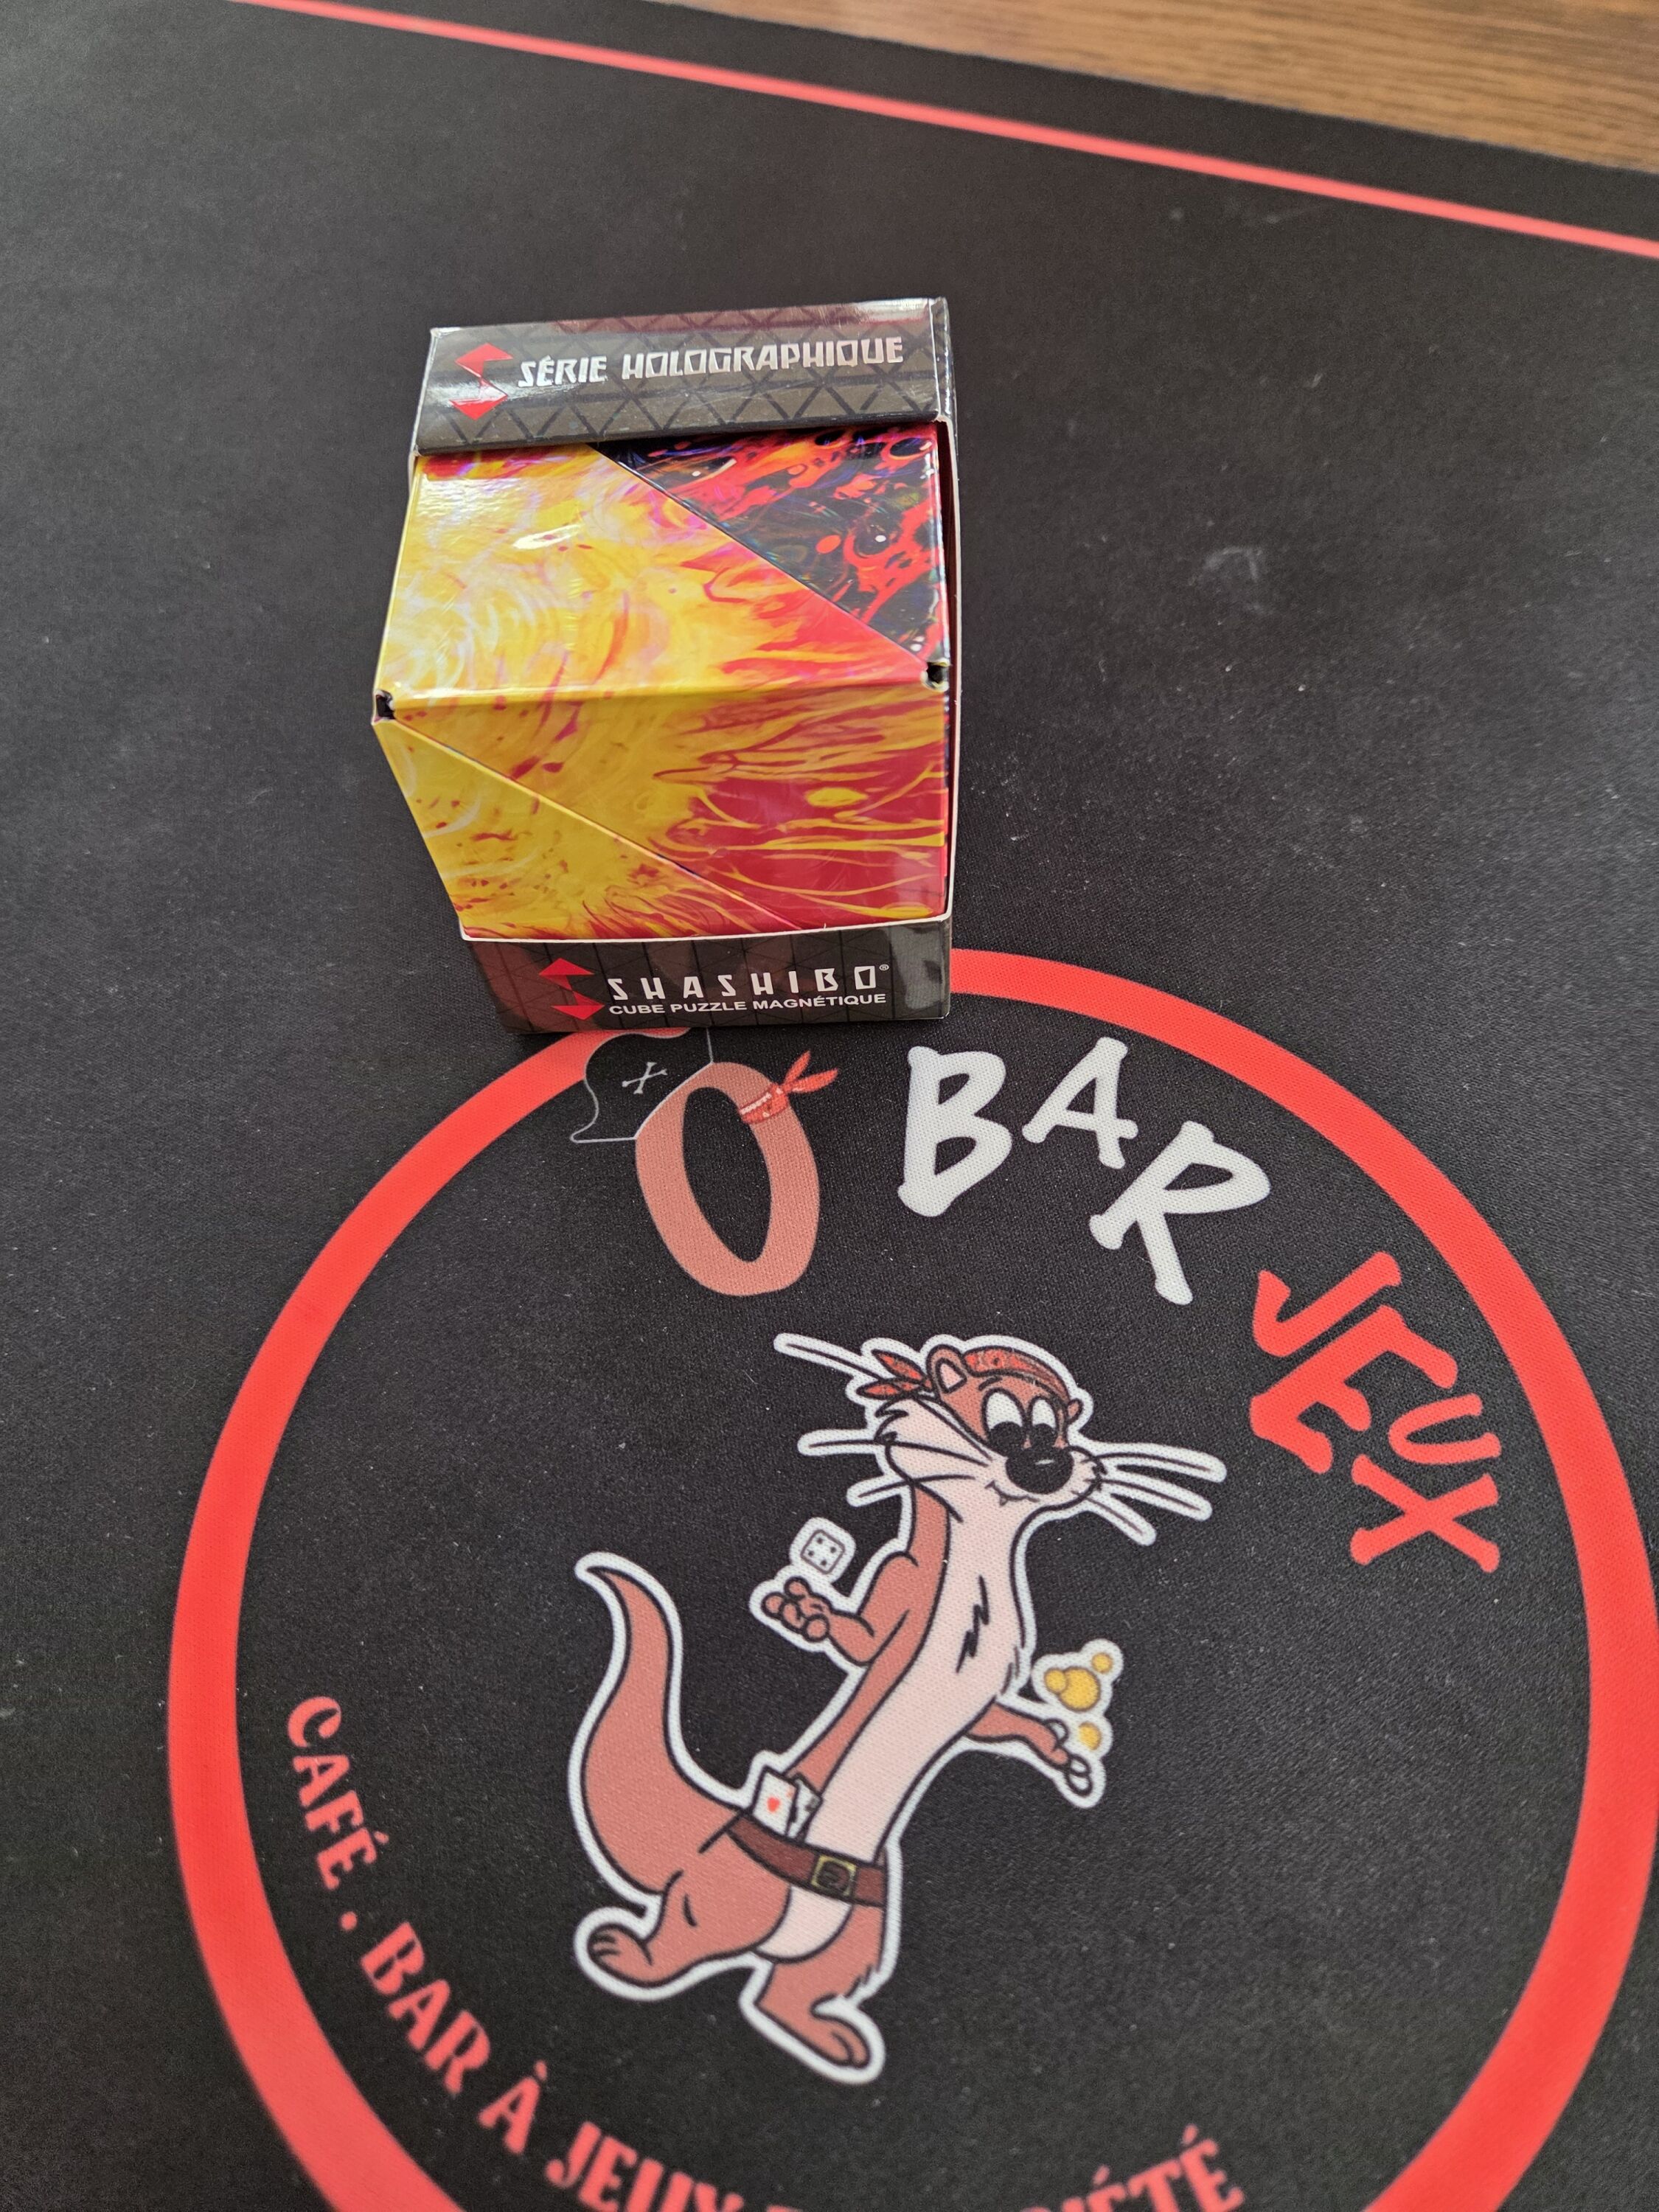 SÉRIE HOLOGRAPHIQUE
SHASHIBO®
CUBE PUZZLE MAGNÉTIQUE
Ô BAR JEUX
CAFÉ . BAR À JEUX